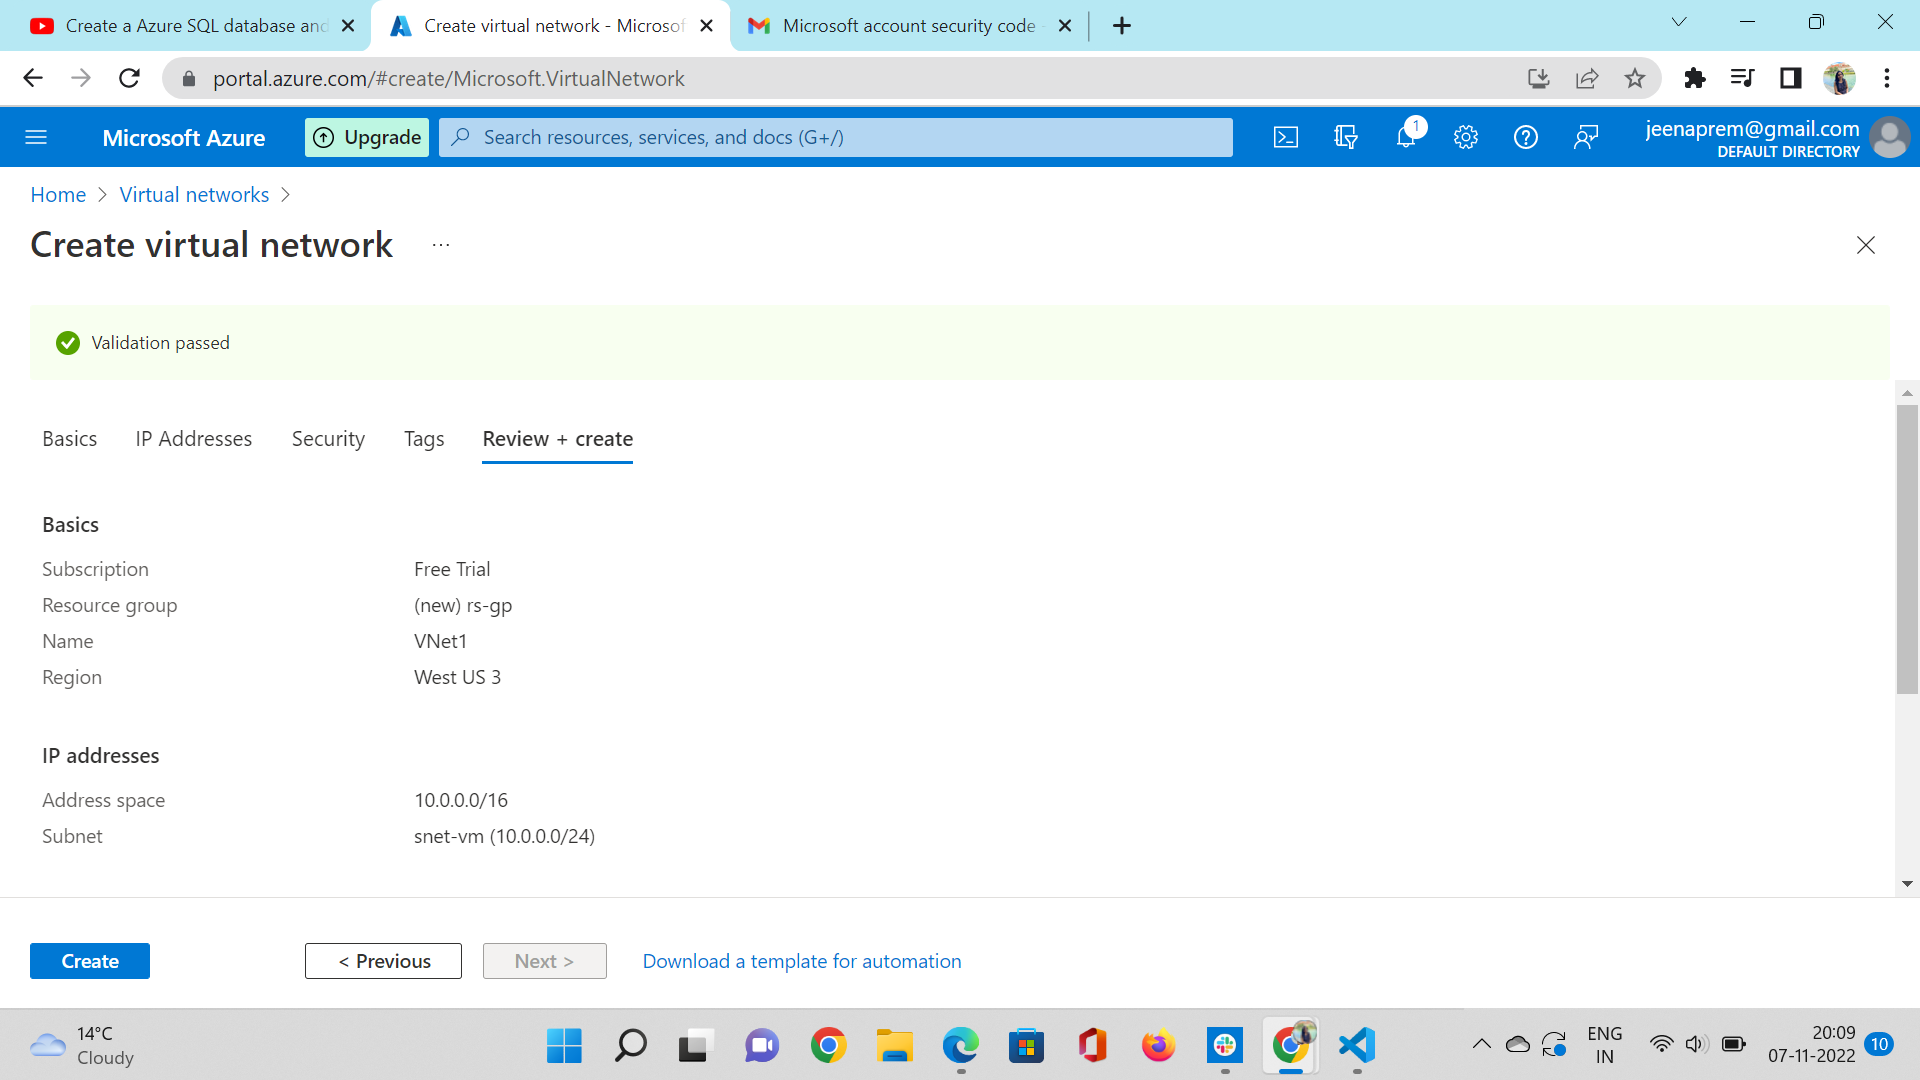 Create a Azure SQL database and
Create virtual network - Microsof
Microsoft account security code -
portal.azure.com/#create/Microsoft.VirtualNetwork
Microsoft Azure
Upgrade
Search resources, services, and docs (G+/)
1
jeenaprem@gmail.com
DEFAULT DIRECTORY
Home > Virtual networks >
Create virtual network ...
Validation passed
Basics IP Addresses Security Tags Review + create
Basics
Subscription Free Trial
Resource group (new) rs-gp
Name VNet1
Region West US 3
IP addresses
Address space 10.0.0.0/16
Subnet snet-vm (10.0.0.0/24)
Create < Previous Next > Download a template for automation
14°C
Cloudy
ENG
IN
20:09
07-11-2022
10